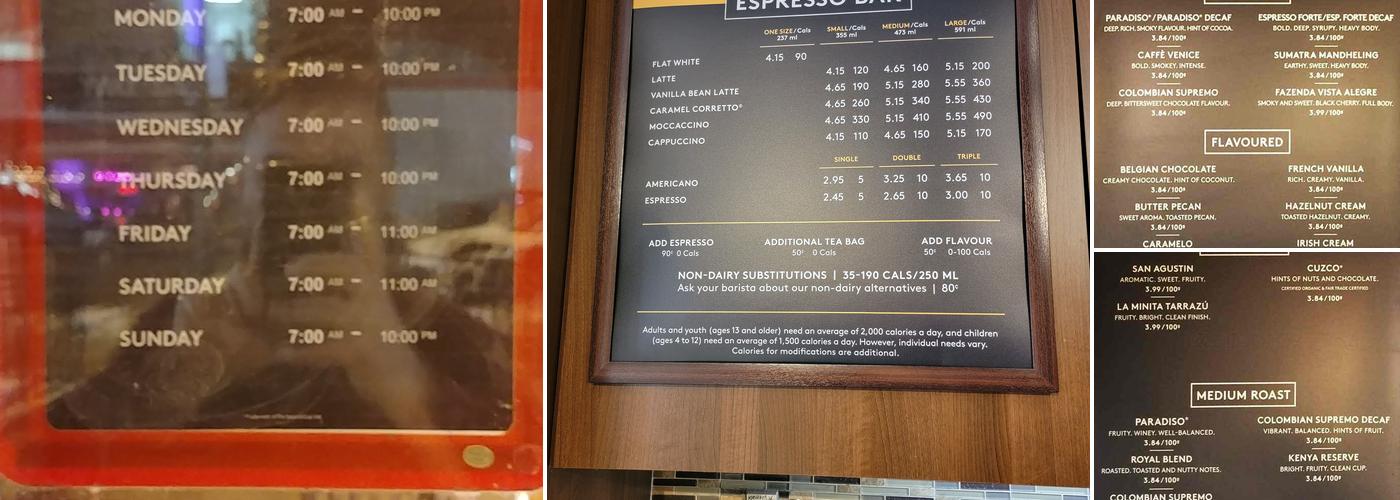 MONDAY 7:00 AM – 10:00 PM
TUESDAY 7:00 AM – 10:00 PM
WEDNESDAY 7:00 AM – 10:00 PM
THURSDAY 7:00 AM – 10:00 PM
FRIDAY 7:00 AM – 11:00 AM
SATURDAY 7:00 AM – 11:00 AM
SUNDAY 7:00 AM – 10:00 PM
ESPRESSO BAR
ONE SIZE/Cals SMALL/Cals MEDIUM/Cals LARGE/Cals
237 ml 355 ml 473 ml 591 ml
FLAT WHITE 4.15 90
LATTE 4.15 120 4.65 160 5.15 200
VANILLA BEAN LATTE 4.65 190 5.15 280 5.55 360
CARAMEL CORRETTO® 4.65 260 5.15 340 5.55 430
MOCCACCINO 4.65 330 5.15 410 5.55 490
CAPPUCCINO 4.15 110 4.65 150 5.15 170
SINGLE DOUBLE TRIPLE
AMERICANO 2.95 5 3.25 10 3.65 10
ESPRESSO 2.45 5 2.65 10 3.00 10
ADD ESPRESSO ADDITIONAL TEA BAG ADD FLAVOUR
90¢ 0 Cals 50¢ 0 Cals 50¢ 0-100 Cals
NON-DAIRY SUBSTITUTIONS | 35-190 CALS/250 ML
Ask your barista about our non-dairy alternatives | 80¢
Adults and youth (ages 13 and older) need an average of 2,000 calories a day, and children
(ages 4 to 12) need an average of 1,500 calories a day. However, individual needs vary.
Calories for modifications are additional.
PARADISO®/PARADISO® DECAF
DEEP. RICH. SMOKY FLAVOUR. HINT OF COCOA.
3.84/100g
ESPRESSO FORTE/ESP. FORTE DECAF
BOLD. DEEP. SYRUPY. HEAVY BODY.
3.84/100g
CAFFÈ VENICE
BOLD. SMOKEY. INTENSE.
3.84/100g
SUMATRA MANDHELING
EARTHY. SWEET. HEAVY BODY.
3.84/100g
COLOMBIAN SUPREMO
DEEP. BITTERSWEET CHOCOLATE FLAVOUR.
3.84/100g
FAZENDA VISTA ALEGRE
SMOKY AND SWEET. BLACK CHERRY. FULL BODY.
3.99/100g
FLAVOURED
BELGIAN CHOCOLATE
CREAMY CHOCOLATE. HINT OF COCONUT.
3.84/100g
FRENCH VANILLA
RICH. CREAMY. VANILLA.
3.84/100g
BUTTER PECAN
SWEET AROMA. TOASTED PECAN.
3.84/100g
HAZELNUT CREAM
TOASTED HAZELNUT. CREAMY.
3.84/100g
CARAMELO
IRISH CREAM
SAN AGUSTIN
AROMATIC. SWEET. FRUITY.
3.99/100g
CUZCO®
HINTS OF NUTS AND CHOCOLATE.
CERTIFIED ORGANIC & FAIR TRADE CERTIFIED
3.84/100g
LA MINITA TARRAZÚ
FRUITY. BRIGHT. CLEAN FINISH.
3.99/100g
MEDIUM ROAST
PARADISO®
FRUITY. WINEY. WELL-BALANCED.
3.84/100g
COLOMBIAN SUPREMO DECAF
VIBRANT. BALANCED. HINTS OF FRUIT.
3.84/100g
ROYAL BLEND
ROASTED. TOASTED AND NUTTY NOTES.
3.84/100g
KENYA RESERVE
BRIGHT. FRUITY. CLEAN CUP.
3.84/100g
COLOMBIAN SUPREMO